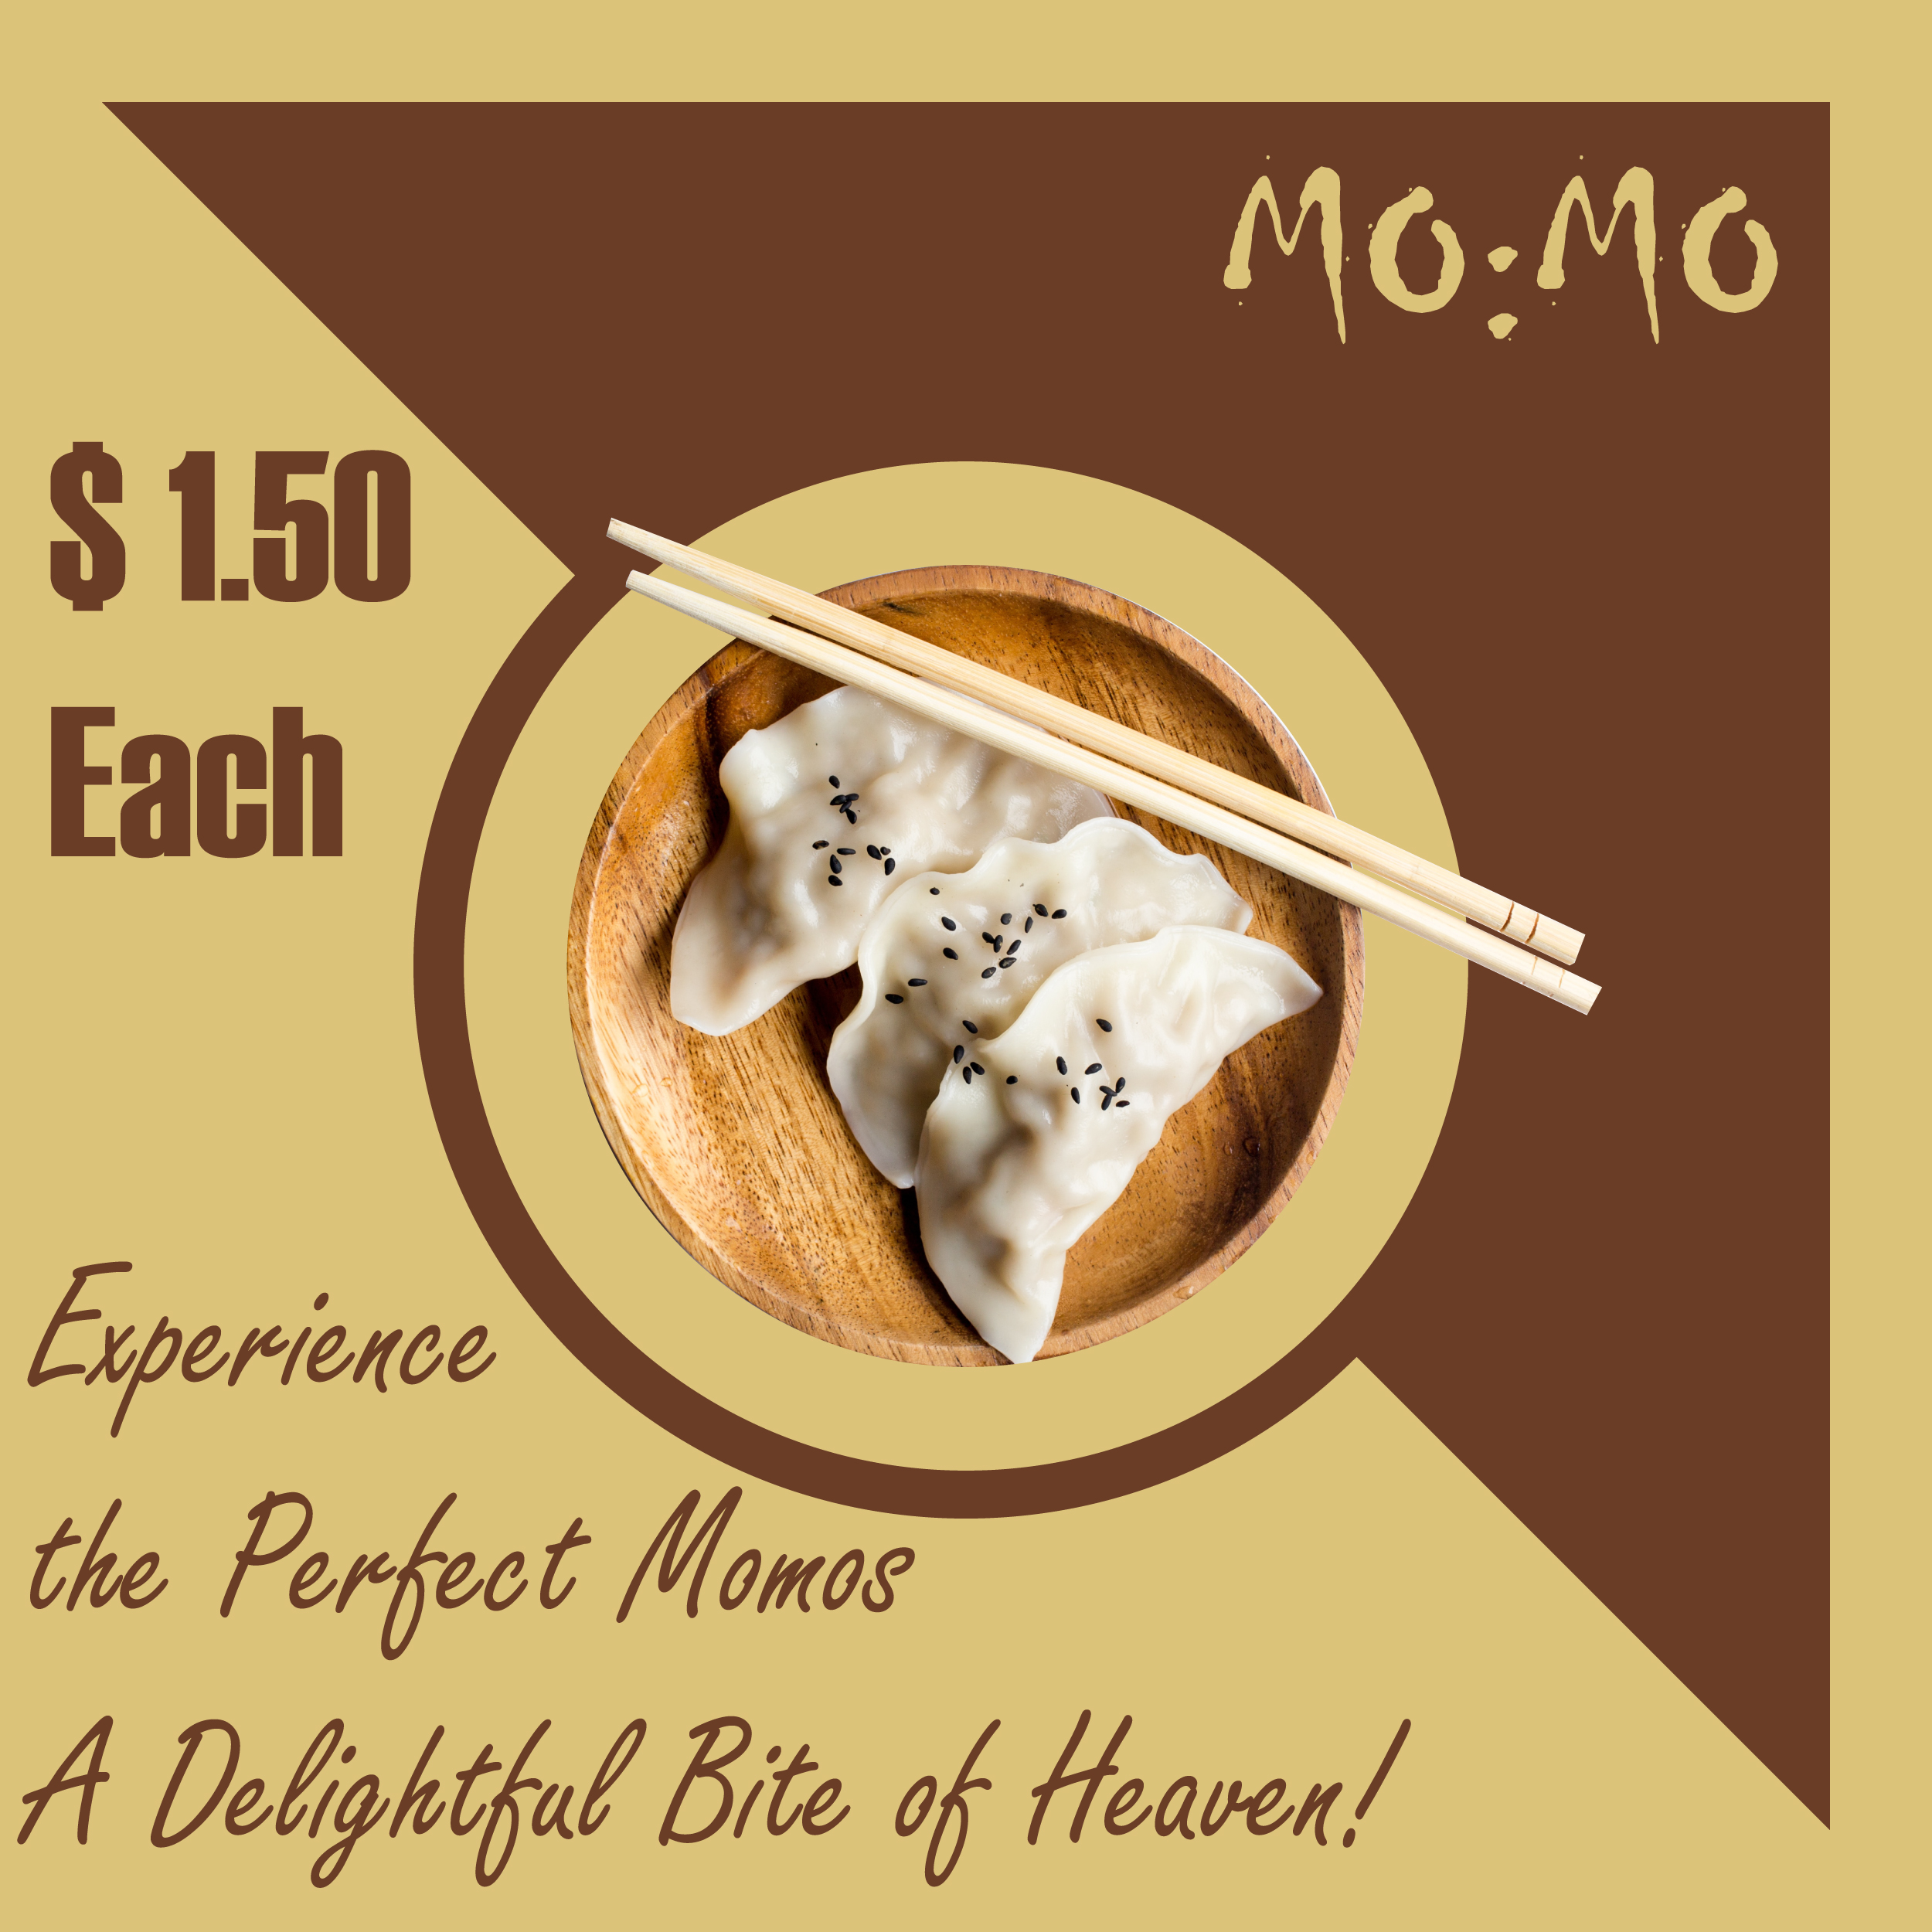 Mo:Mo
$ 1.50
Each
Experience
the Perfect Momos
A Delightful Bite of Heaven!